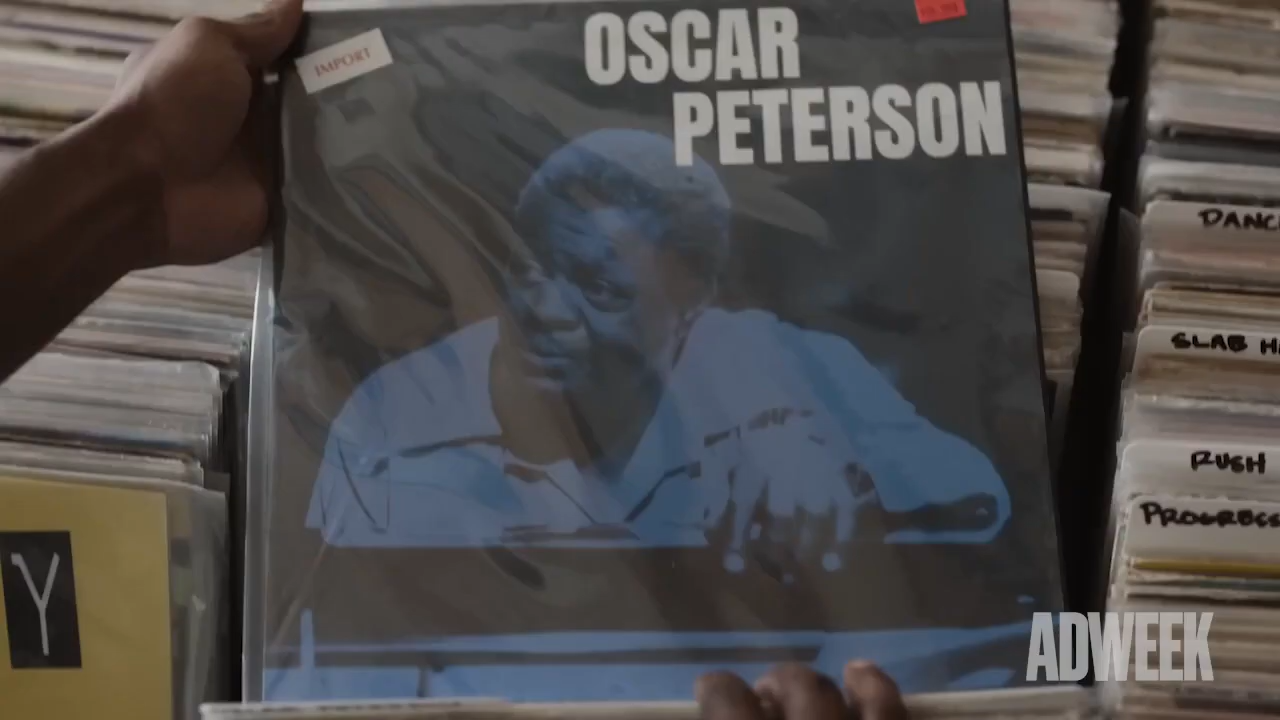 OSCAR
PETERSON
IMPORT
DANC
SLAB H
RUSH
PROGRESS
Y
ADWEEK